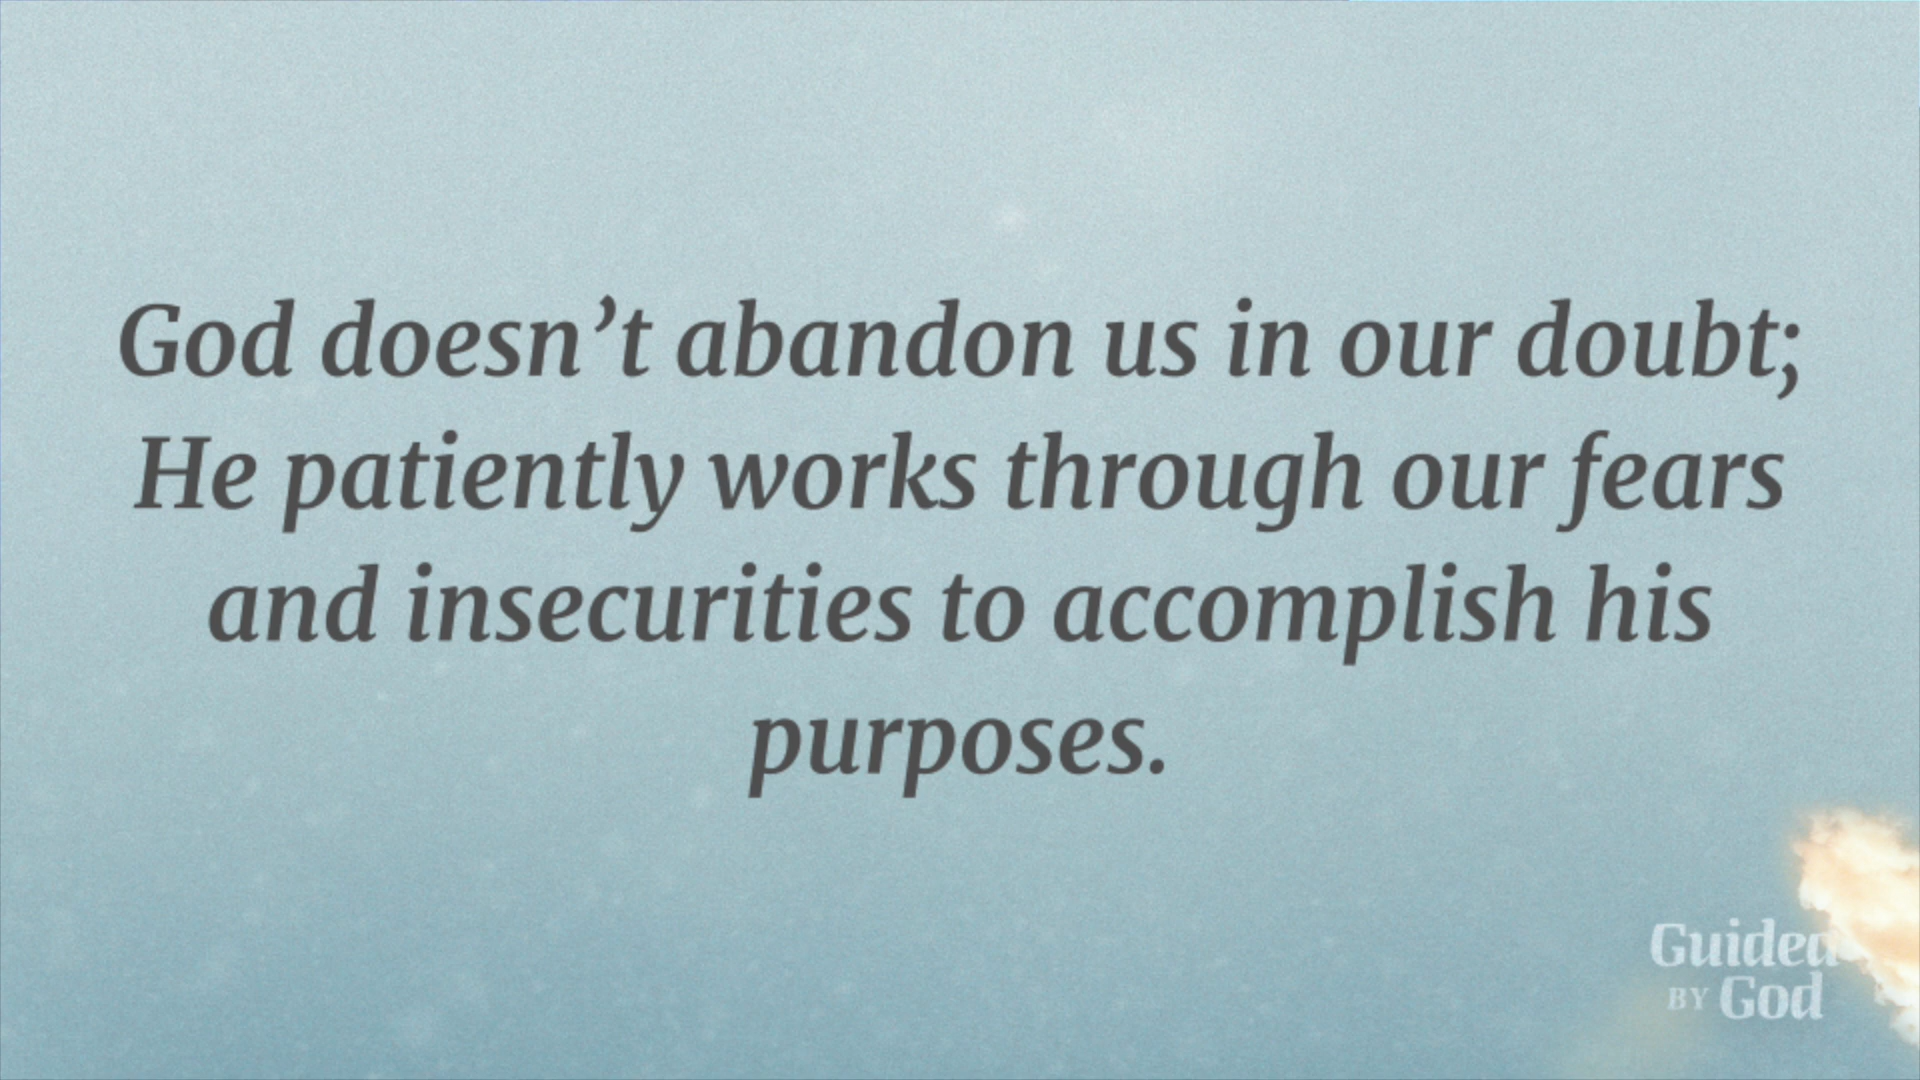 God doesn’t abandon us in our doubt;
He patiently works through our fears
and insecurities to accomplish his
purposes.
Guided
BY God